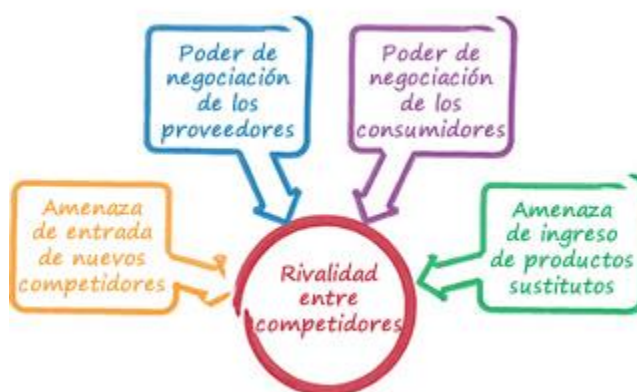 Poder de
negociación
de los
proveedores
Poder de
negociación
de los
consumidores
Amenaza
de entrada
de nuevos
competidores
Rivalidad
entre
competidores
Amenaza
de ingreso
de productos
sustitutos